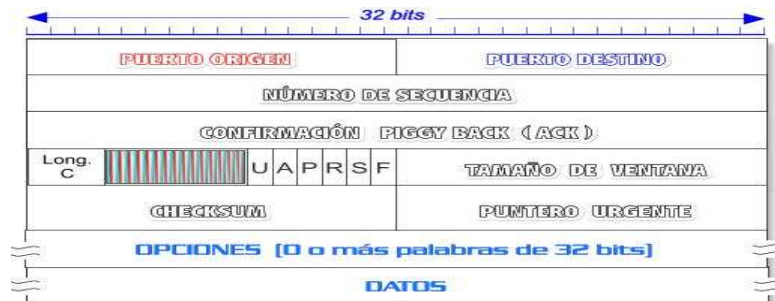 32 bits
PUERTO ORIGEN PUERTO DESTINO
NÚMERO DE SECUENCIA
CONFIRMACIÓN PIGGY BACK (ACK)
Long. C U A P R S F TAMAÑO DE VENTANA
CHECKSUM PUNTERO URGENTE
OPCIONES (0 o más palabras de 32 bits)
DATOS